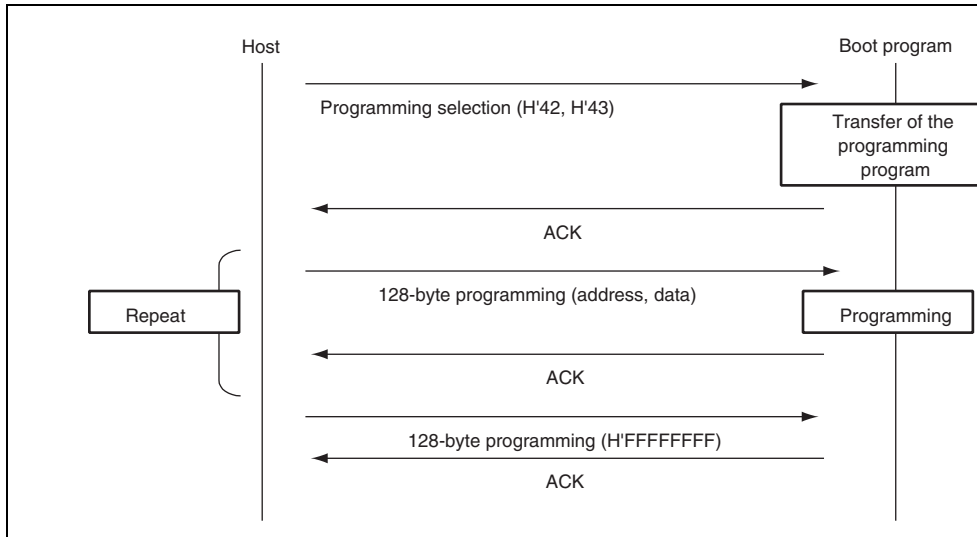 Host
Boot program
Programming selection (H'42, H'43)
Transfer of the
programming
program
ACK
128-byte programming (address, data)
Repeat
Programming
ACK
128-byte programming (H'FFFFFFFF)
ACK